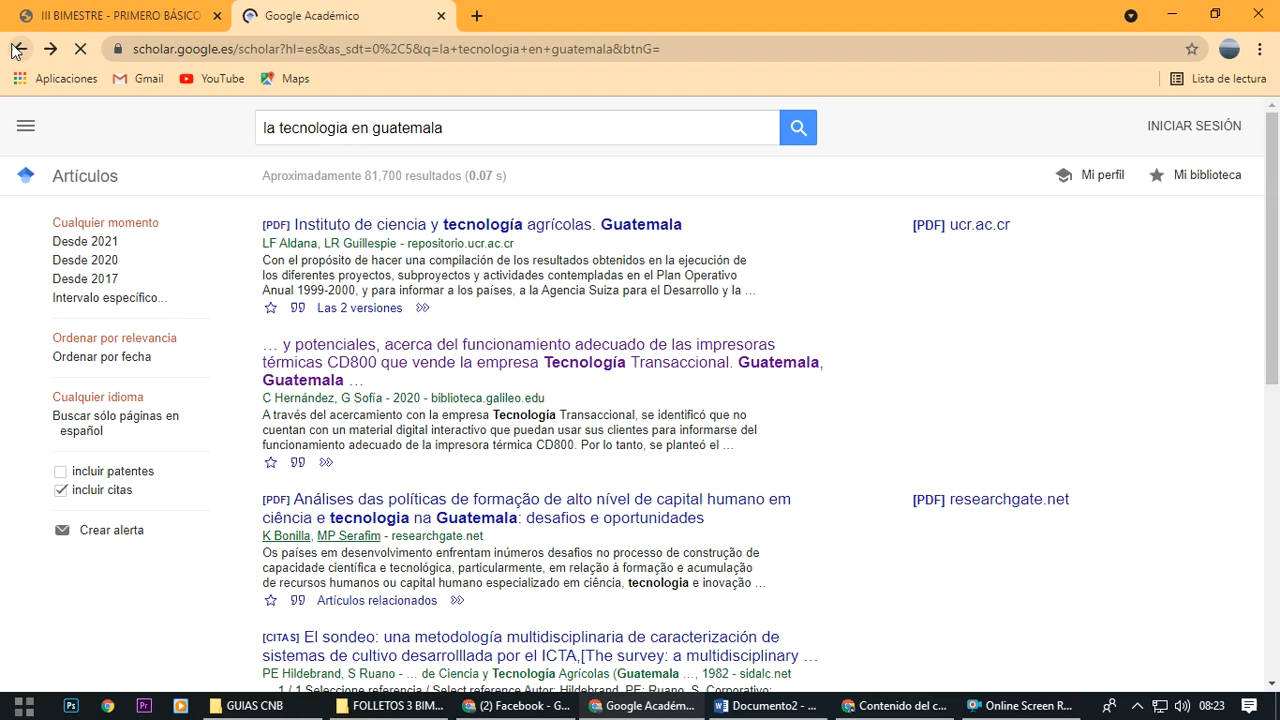 III BIMESTRE - PRIMERO BÁSICO
Google Académico
scholar.google.es/scholar?hl=es&as_sdt=0%2C5&q=la+tecnologia+en+guatemala&btnG=
Aplicaciones
Gmail
YouTube
Maps
Lista de lectura
la tecnologia en guatemala
INICIAR SESIÓN
Artículos
Aproximadamente 81,700 resultados (0.07 s)
Mi perfil
Mi biblioteca
Cualquier momento
Desde 2021
Desde 2020
Desde 2017
Intervalo específico...
Ordenar por relevancia
Ordenar por fecha
Cualquier idioma
Buscar sólo páginas en
español
incluir patentes
incluir citas
Crear alerta
[PDF] Instituto de ciencia y tecnología agrícolas. Guatemala
LF Aldana, LR Guillespie - repositorio.ucr.ac.cr
Con el propósito de hacer una compilación de los resultados obtenidos en la ejecución de
los diferentes proyectos, subproyectos y actividades contempladas en el Plan Operativo
Anual 1999-2000, y para informar a los países, a la Agencia Suiza para el Desarrollo y la ...
Las 2 versiones
[PDF] ucr.ac.cr
... y potenciales, acerca del funcionamiento adecuado de las impresoras
térmicas CD800 que vende la empresa Tecnología Transaccional. Guatemala,
Guatemala ...
C Hernández, G Sofía - 2020 - biblioteca.galileo.edu
A través del acercamiento con la empresa Tecnología Transaccional, se identificó que no
cuentan con un material digital interactivo que puedan usar sus clientes para informarse del
funcionamiento adecuado de la impresora térmica CD800. Por lo tanto, se planteó el ...
[PDF] Análises das políticas de formação de alto nível de capital humano em
ciência e tecnologia na Guatemala: desafios e oportunidades
K Bonilla, MP Serafim - researchgate.net
Os países em desenvolvimento enfrentam inúmeros desafios no processo de construção de
capacidade científica e tecnológica, particularmente, em relação à formação e acumulação
de recursos humanos ou capital humano especializado em ciência, tecnologia e inovação ...
Artículos relacionados
[PDF] researchgate.net
[CITAS] El sondeo: una metodología multidisciplinaria de caracterización de
sistemas de cultivo desarrolllada por el ICTA,[The survey: a multidisciplinary ...
PE Hildebrand, S Ruano - ... de Ciencia y Tecnología Agrícolas (Guatemala ..., 1982 - sidalc.net
1 / 1 Seleccione referencia / Select reference Autor: Hildebrand, PE; Ruano, S. Corporativo:
Ps
Pr
GUIAS CNB
FOLLETOS 3 BIM...
(2) Facebook - G...
Google Académi...
Documento2 - ...
Contenido del c...
Online Screen R...
08:23